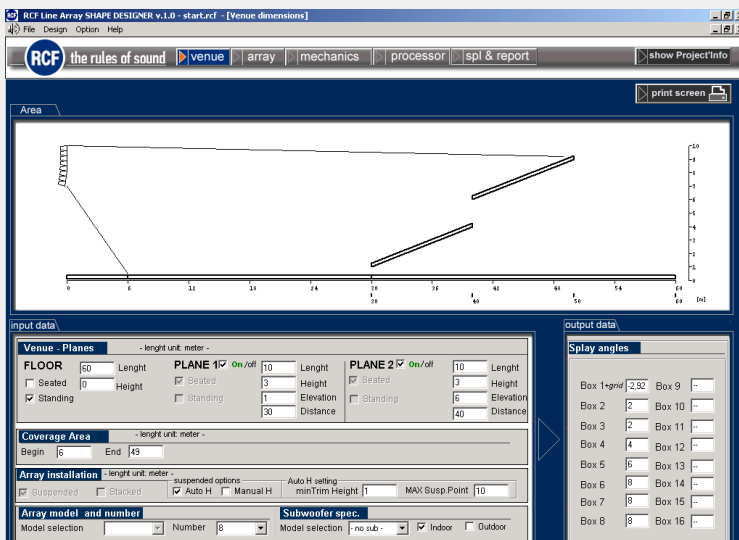 RCF Line Array SHAPE DESIGNER v.1.0 - start.rcf - [Venue dimensions]
File Design Option Help
RCF the rules of sound venue array mechanics processor spl & report show Project'Info
print screen
Area
10
9
8
7
6
5
4
3
2
1
0 6 12 18 24 30 36 42 48 54 60
30 40 50 60 [m]
input data
output data
Venue - Planes - lenght unit: meter -
FLOOR 60 Lenght PLANE 1 On/off 10 Lenght PLANE 2 On/off 10 Lenght
Seated 0 Height Seated 3 Height Seated 3 Height
Standing Standing 1 Elevation Standing 6 Elevation
30 Distance 40 Distance
Coverage Area - lenght unit: meter -
Begin 6 End 49
Array installation - lenght unit: meter -
Suspended Stacked suspended options Auto H Manual H Auto H setting minTrim Height 1 MAX Susp.Point 10
Array model and number Subwoofer spec.
Model selection Number 8 Model selection - no sub - Indoor Outdoor
Splay angles
Box 1+grid -2,92 Box 9 --
Box 2 2 Box 10 --
Box 3 2 Box 11 --
Box 4 4 Box 12 --
Box 5 6 Box 13 --
Box 6 8 Box 14 --
Box 7 8 Box 15 --
Box 8 8 Box 16 --